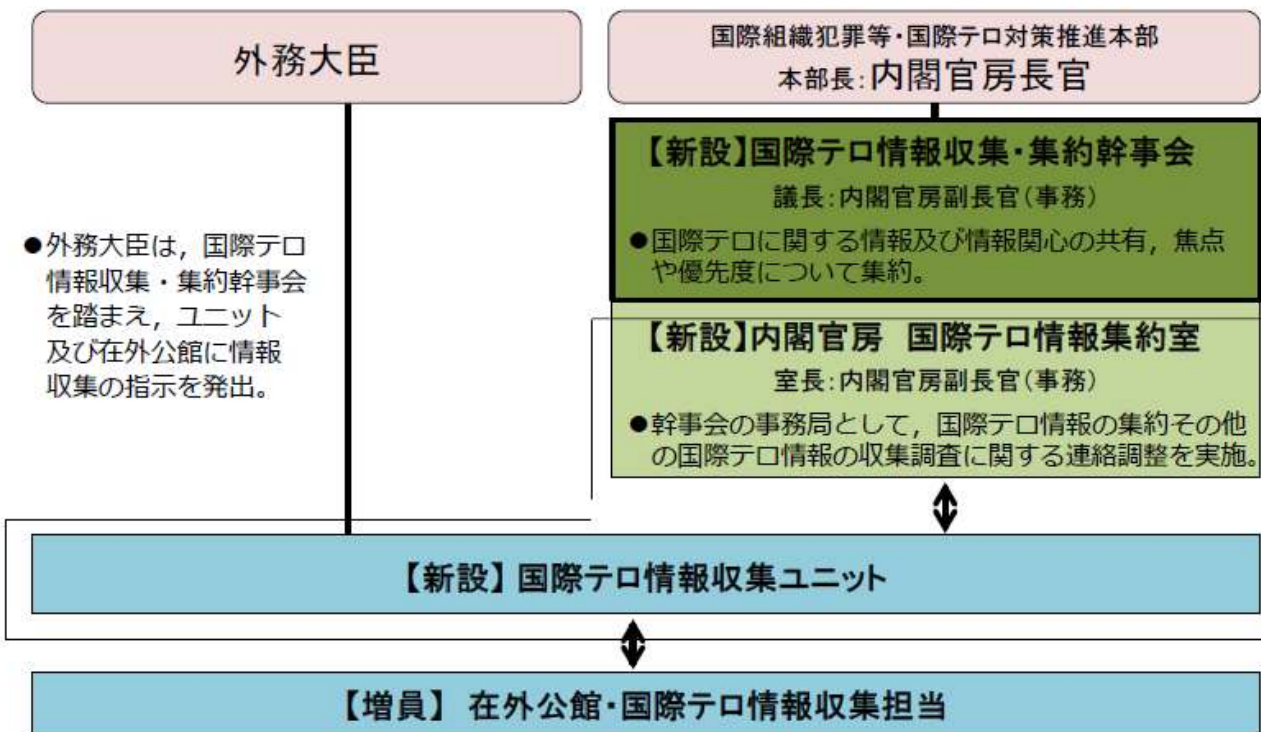 外務大臣
国際組織犯罪等・国際テロ対策推進本部
本部長:内閣官房長官
【新設】国際テロ情報収集・集約幹事会
議長:内閣官房副長官(事務)
●国際テロに関する情報及び情報関心の共有，焦点
や優先度について集約。
●外務大臣は，国際テロ
情報収集・集約幹事会
を踏まえ，ユニット
及び在外公館に情報
収集の指示を発出。
【新設】内閣官房 国際テロ情報集約室
室長:内閣官房副長官(事務)
●幹事会の事務局として，国際テロ情報の集約その他
の国際テロ情報の収集調査に関する連絡調整を実施。
【新設】国際テロ情報収集ユニット
【増員】 在外公館・国際テロ情報収集担当